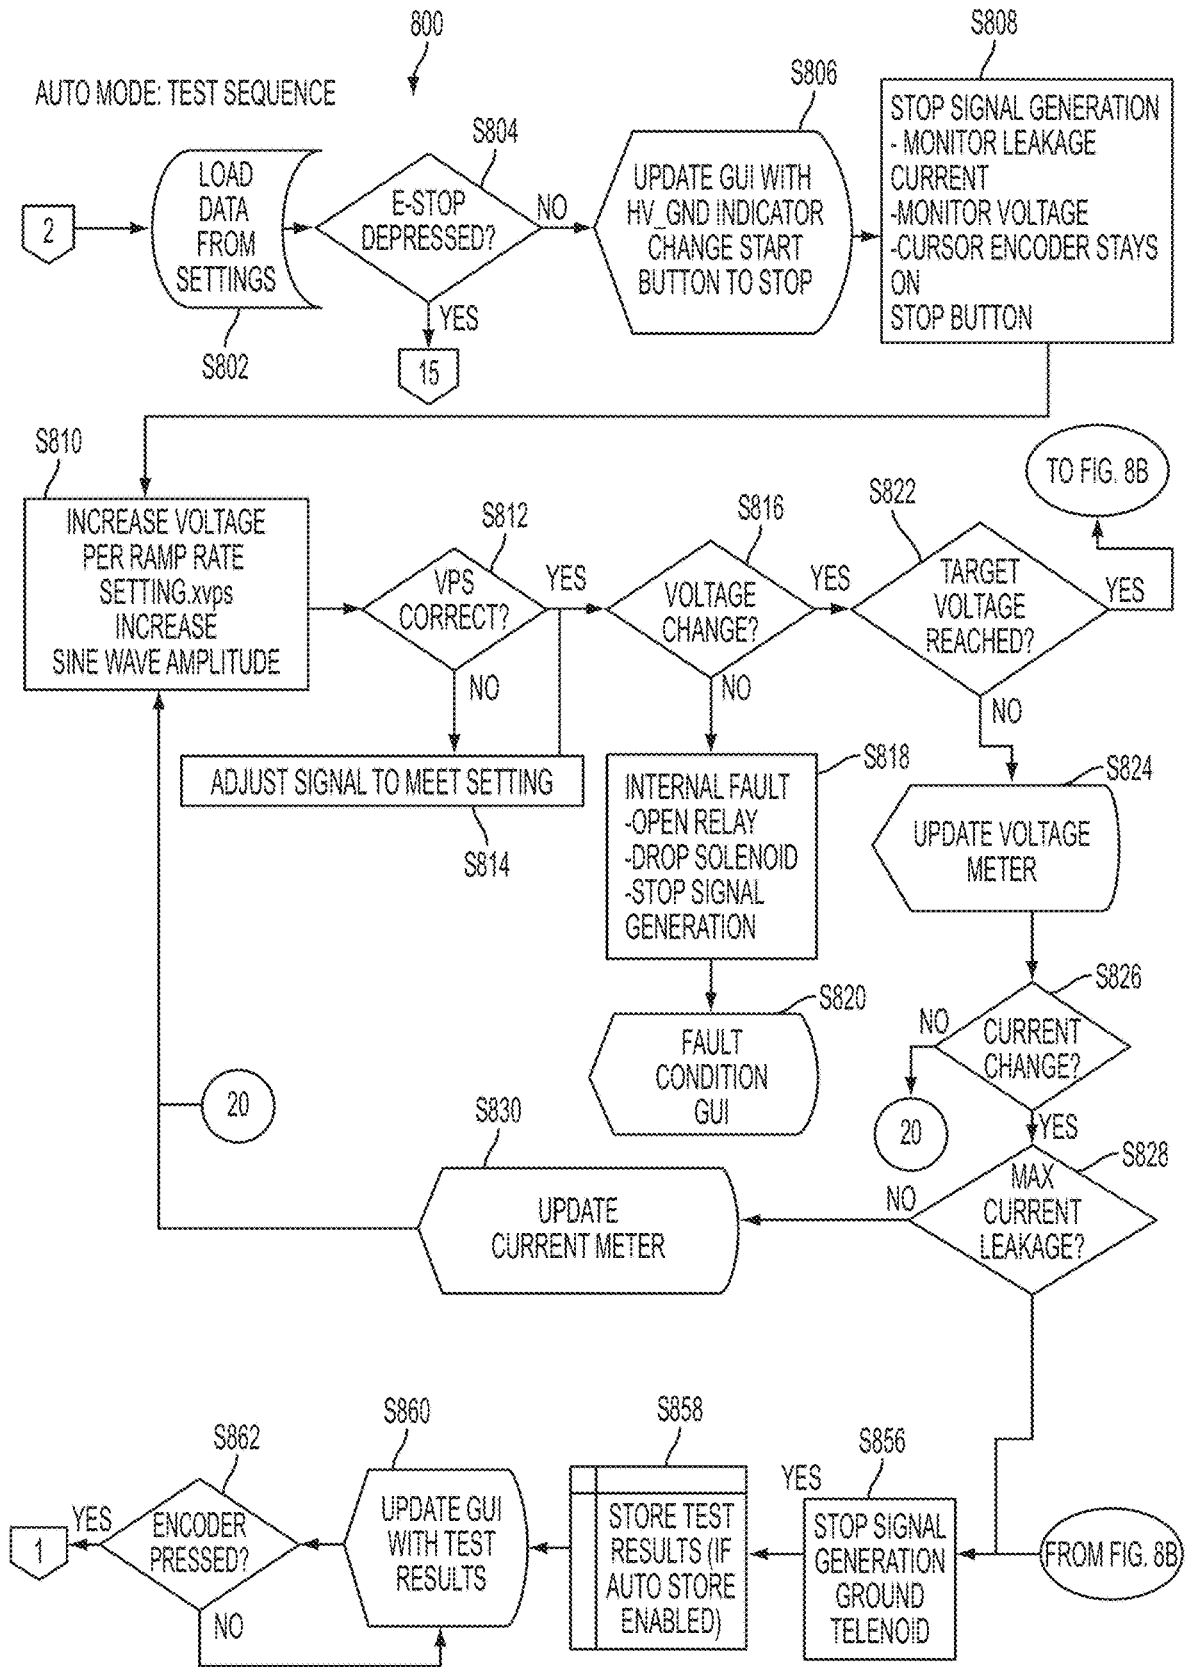 800
AUTO MODE: TEST SEQUENCE
2
LOAD
DATA
FROM
SETTINGS
S802
S804
E-STOP
DEPRESSED?
NO
YES
15
S806
UPDATE GUI WITH
HV_GND INDICATOR
CHANGE START
BUTTON TO STOP
S808
STOP SIGNAL GENERATION
- MONITOR LEAKAGE
CURRENT
-MONITOR VOLTAGE
-CURSOR ENCODER STAYS
ON
STOP BUTTON
S810
INCREASE VOLTAGE
PER RAMP RATE
SETTING.xvps
INCREASE
SINE WAVE AMPLITUDE
S812
VPS
CORRECT?
YES
NO
ADJUST SIGNAL TO MEET SETTING
S814
S816
VOLTAGE
CHANGE?
YES
NO
S818
INTERNAL FAULT
-OPEN RELAY
-DROP SOLENOID
-STOP SIGNAL
GENERATION
S820
FAULT
CONDITION
GUI
S822
TARGET
VOLTAGE
REACHED?
YES
TO FIG. 8B
NO
S824
UPDATE VOLTAGE
METER
S826
CURRENT
CHANGE?
NO
20
YES
S828
MAX
CURRENT
LEAKAGE?
NO
S830
UPDATE
CURRENT METER
20
FROM FIG. 8B
S856
YES
STOP SIGNAL
GENERATION
GROUND
TELENOID
S858
STORE TEST
RESULTS (IF
AUTO STORE
ENABLED)
S860
UPDATE GUI
WITH TEST
RESULTS
S862
ENCODER
PRESSED?
YES
NO
1